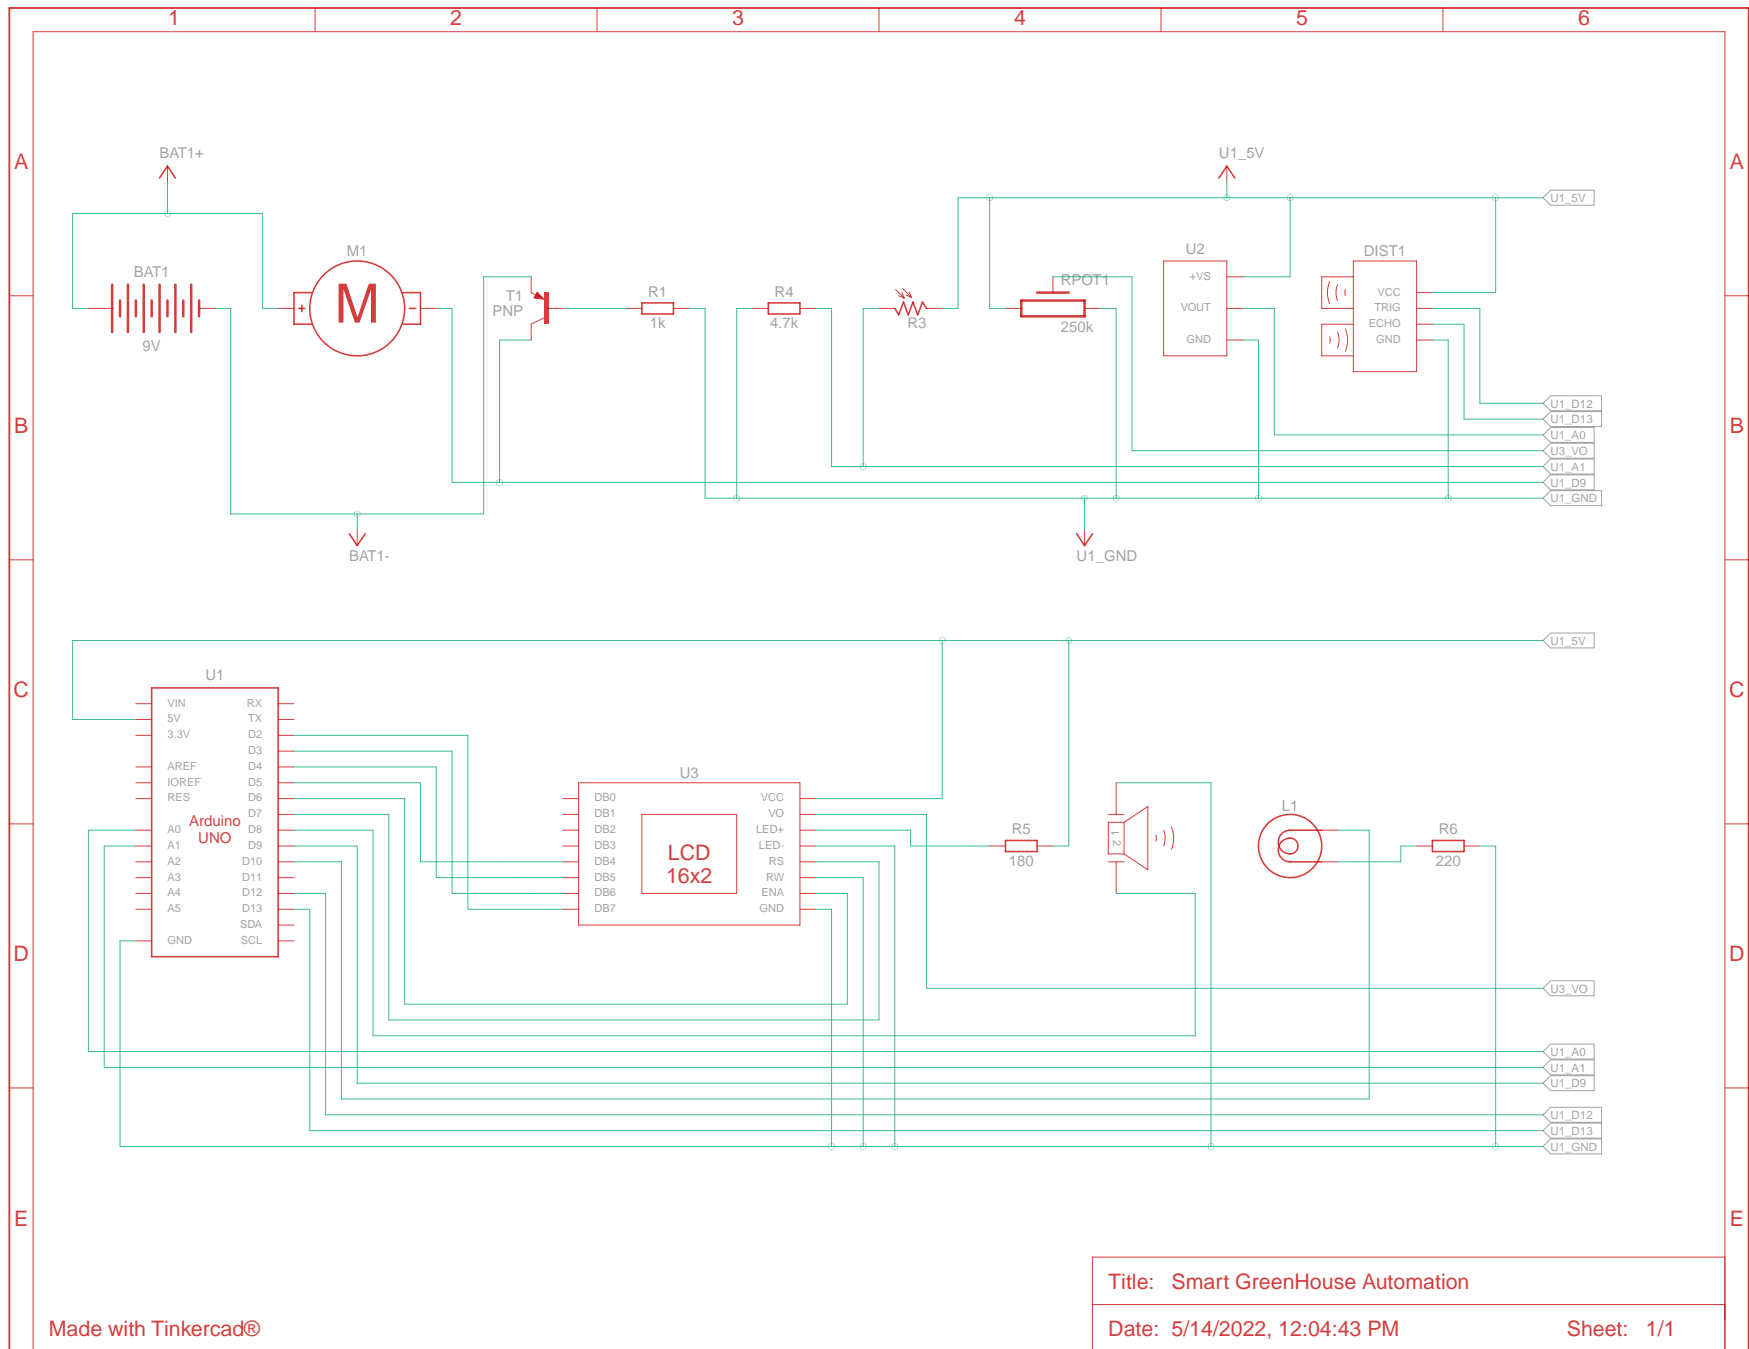 1 2 3 4 5 6
A A
BAT1+ U1_5V
U1_5V
M1 U2 DIST1
BAT1 RPOT1
+VS
T1 R1 R4 VCC
M
+ -
PNP VOUT TRIG
1k 4.7k R3 250k ECHO
9V GND GND
U1_D12
U1_D13
B B
U1_A0
U3_VO
U1_A1
U1_D9
U1_GND
BAT1- U1_GND
U1_5V
U1
C C
VIN RX
5V TX
3.3V D2
D3
AREF D4
IOREF D5
RES D6
D7
Arduino
UNO
A0 D8
A1 D9
A2 D10
A3 D11
A4 D12
A5 D13
SDA
GND SCL
U3
DB0 VCC
DB1 VO
DB2 LED+
DB3 LED-
DB4 RS
DB5 RW
DB6 ENA
DB7 GND
LCD
16x2
R5
180
1 2
L1
R6
220
D D
U3_VO
U1_A0
U1_A1
U1_D9
U1_D12
U1_D13
U1_GND
E E
Title: Smart GreenHouse Automation
Made with Tinkercad®
Date: 5/14/2022, 12:04:43 PM Sheet: 1/1